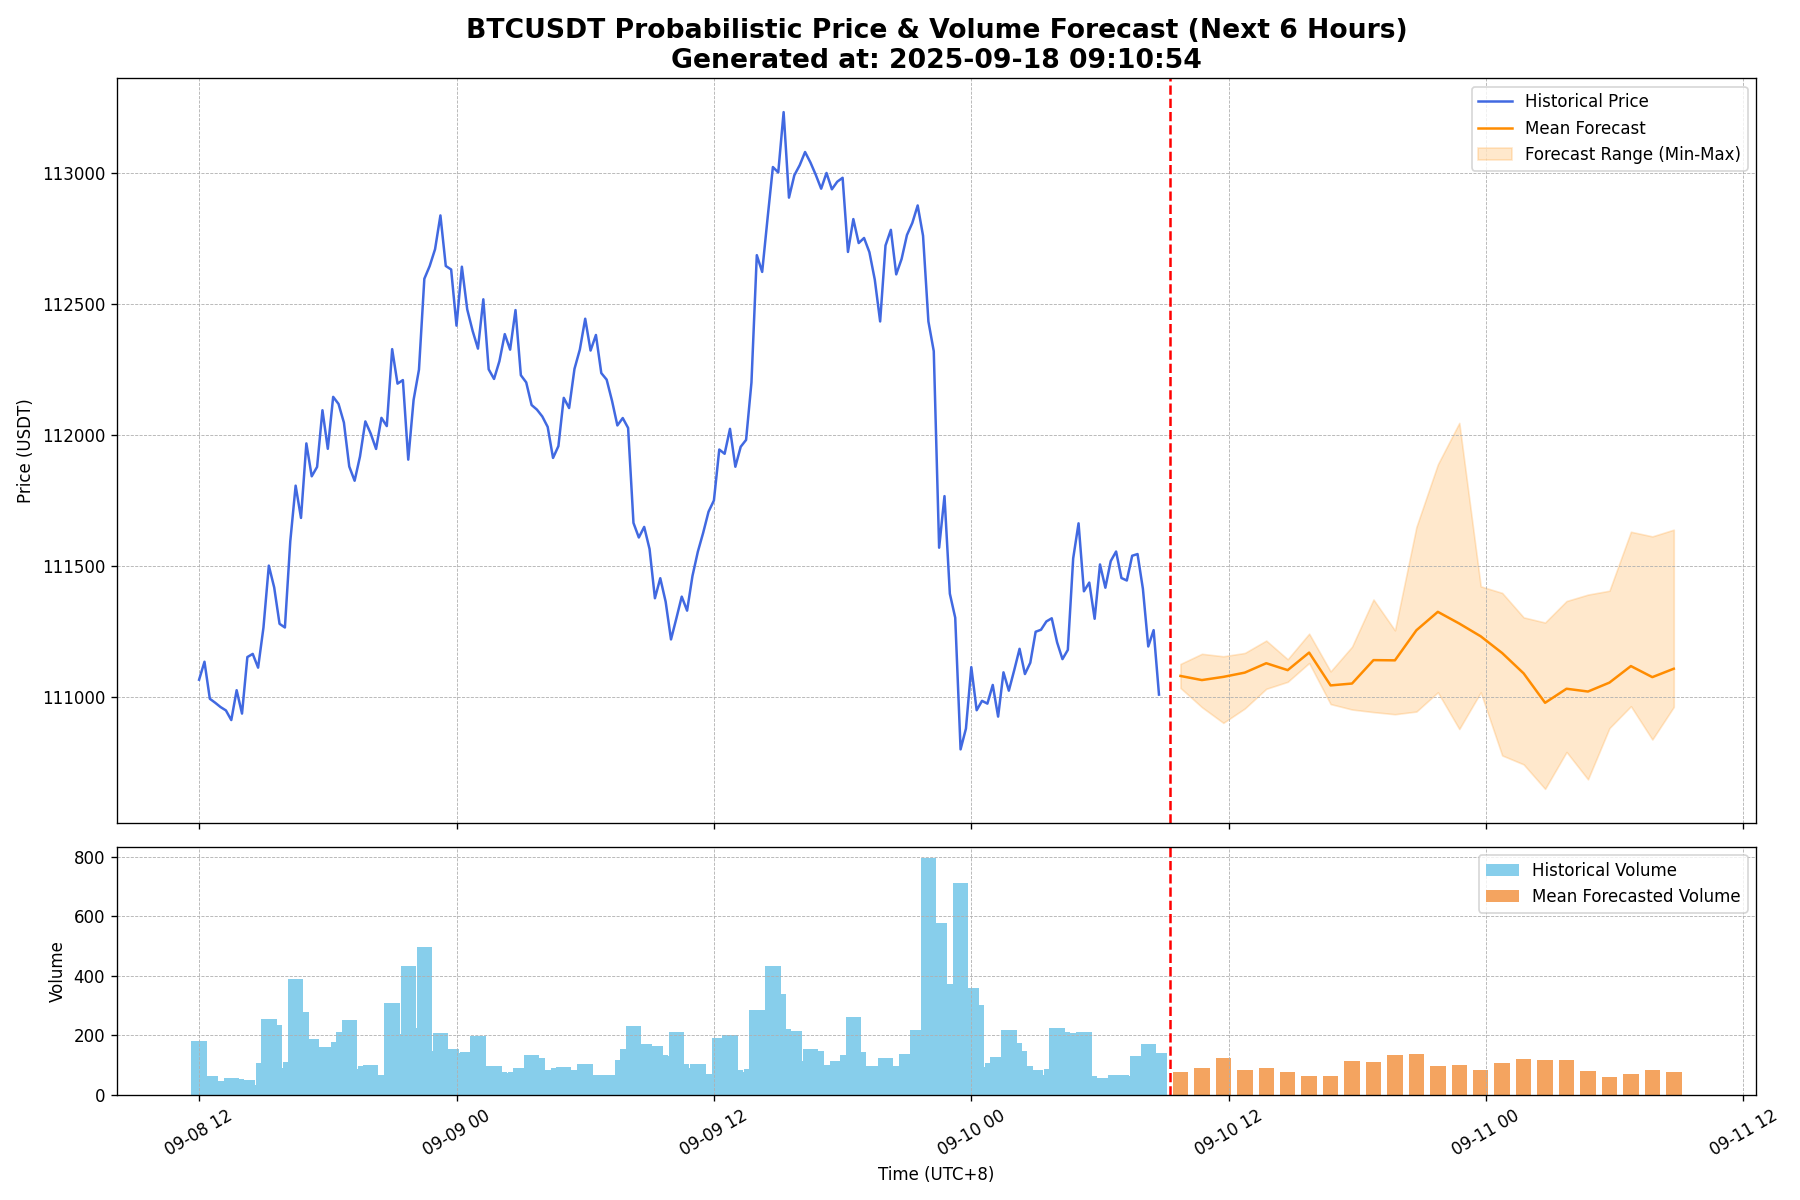 BTCUSDT Probabilistic Price & Volume Forecast (Next 6 Hours)
Generated at: 2025-09-18 09:10:54
Historical Price
Mean Forecast
Forecast Range (Min-Max)
113000
112500
112000
111500
111000
Price (USDT)
Historical Volume
Mean Forecasted Volume
800
600
400
200
0
Volume
09-08 12
09-09 00
09-09 12
09-10 00
09-10 12
09-11 00
09-11 12
Time (UTC+8)